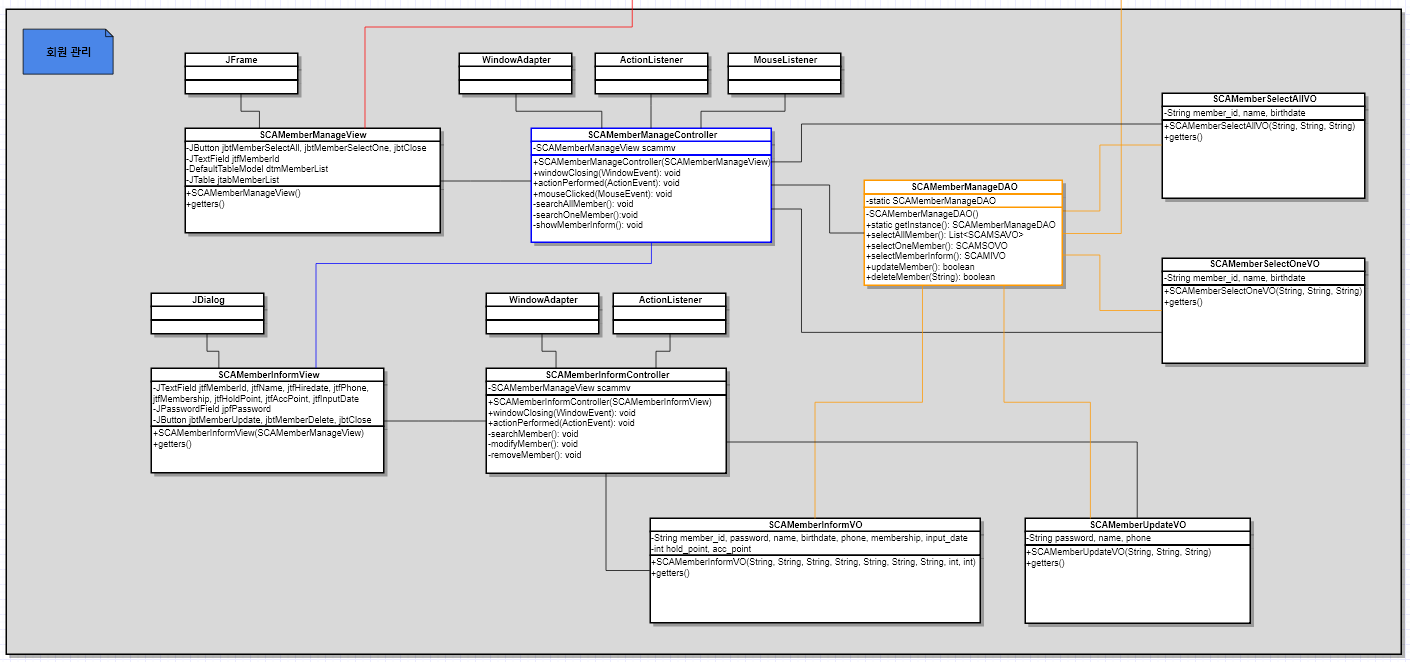 회원 관리
JFrame
WindowAdapter
ActionListener
MouseListener
SCAMemberManageView
-JButton jbtMemberSelectAll, jbtMemberSelectOne, jbtClose
-JTextField jtfMemberId
-DefaultTableModel dtmMemberList
-JTable jtabMemberList
+SCAMemberManageView()
+getters()
SCAMemberManageController
-SCAMemberManageView scammv
+SCAMemberManageController(SCAMemberManageView)
+windowClosing(WindowEvent): void
+actionPerformed(ActionEvent): void
+mouseClicked(MouseEvent): void
-searchAllMember(): void
-searchOneMember():void
-showMemberInform(): void
SCAMemberSelectAllVO
-String member_id, name, birthdate
+SCAMemberSelectAllVO(String, String, String)
+getters()
SCAMemberManageDAO
-static SCAMemberManageDAO
-SCAMemberManageDAO()
+static getInstance(): SCAMemberManageDAO
+selectAllMember(): List<SCAMSAVO>
+selectOneMember(): SCAMSOVO
+selectMemberInform(): SCAMIVO
+updateMember(): boolean
+deleteMember(String): boolean
SCAMemberSelectOneVO
-String member_id, name, birthdate
+SCAMemberSelectOneVO(String, String, String)
+getters()
JDialog
WindowAdapter
ActionListener
SCAMemberInformView
-JTextField jtfMemberId, jtfName, jtfHiredate, jtfPhone,
jtfMembership, jtfHoldPoint, jtfAccPoint, jtfInputDate
-JPasswordField jpfPassword
-JButton jbtMemberUpdate, jbtMemberDelete, jbtClose
+SCAMemberInformView(SCAMemberManageView)
+getters()
SCAMemberInformController
-SCAMemberManageView scammv
+SCAMemberInformController(SCAMemberInformView)
+windowClosing(WindowEvent): void
+actionPerformed(ActionEvent): void
-searchMember(): void
-modifyMember(): void
-removeMember(): void
SCAMemberInformVO
-String member_id, password, name, birthdate, phone, membership, input_date
-int hold_point, acc_point
+SCAMemberInformVO(String, String, String, String, String, String, String, int, int)
+getters()
SCAMemberUpdateVO
-String password, name, phone
+SCAMemberUpdateVO(String, String, String)
+getters()